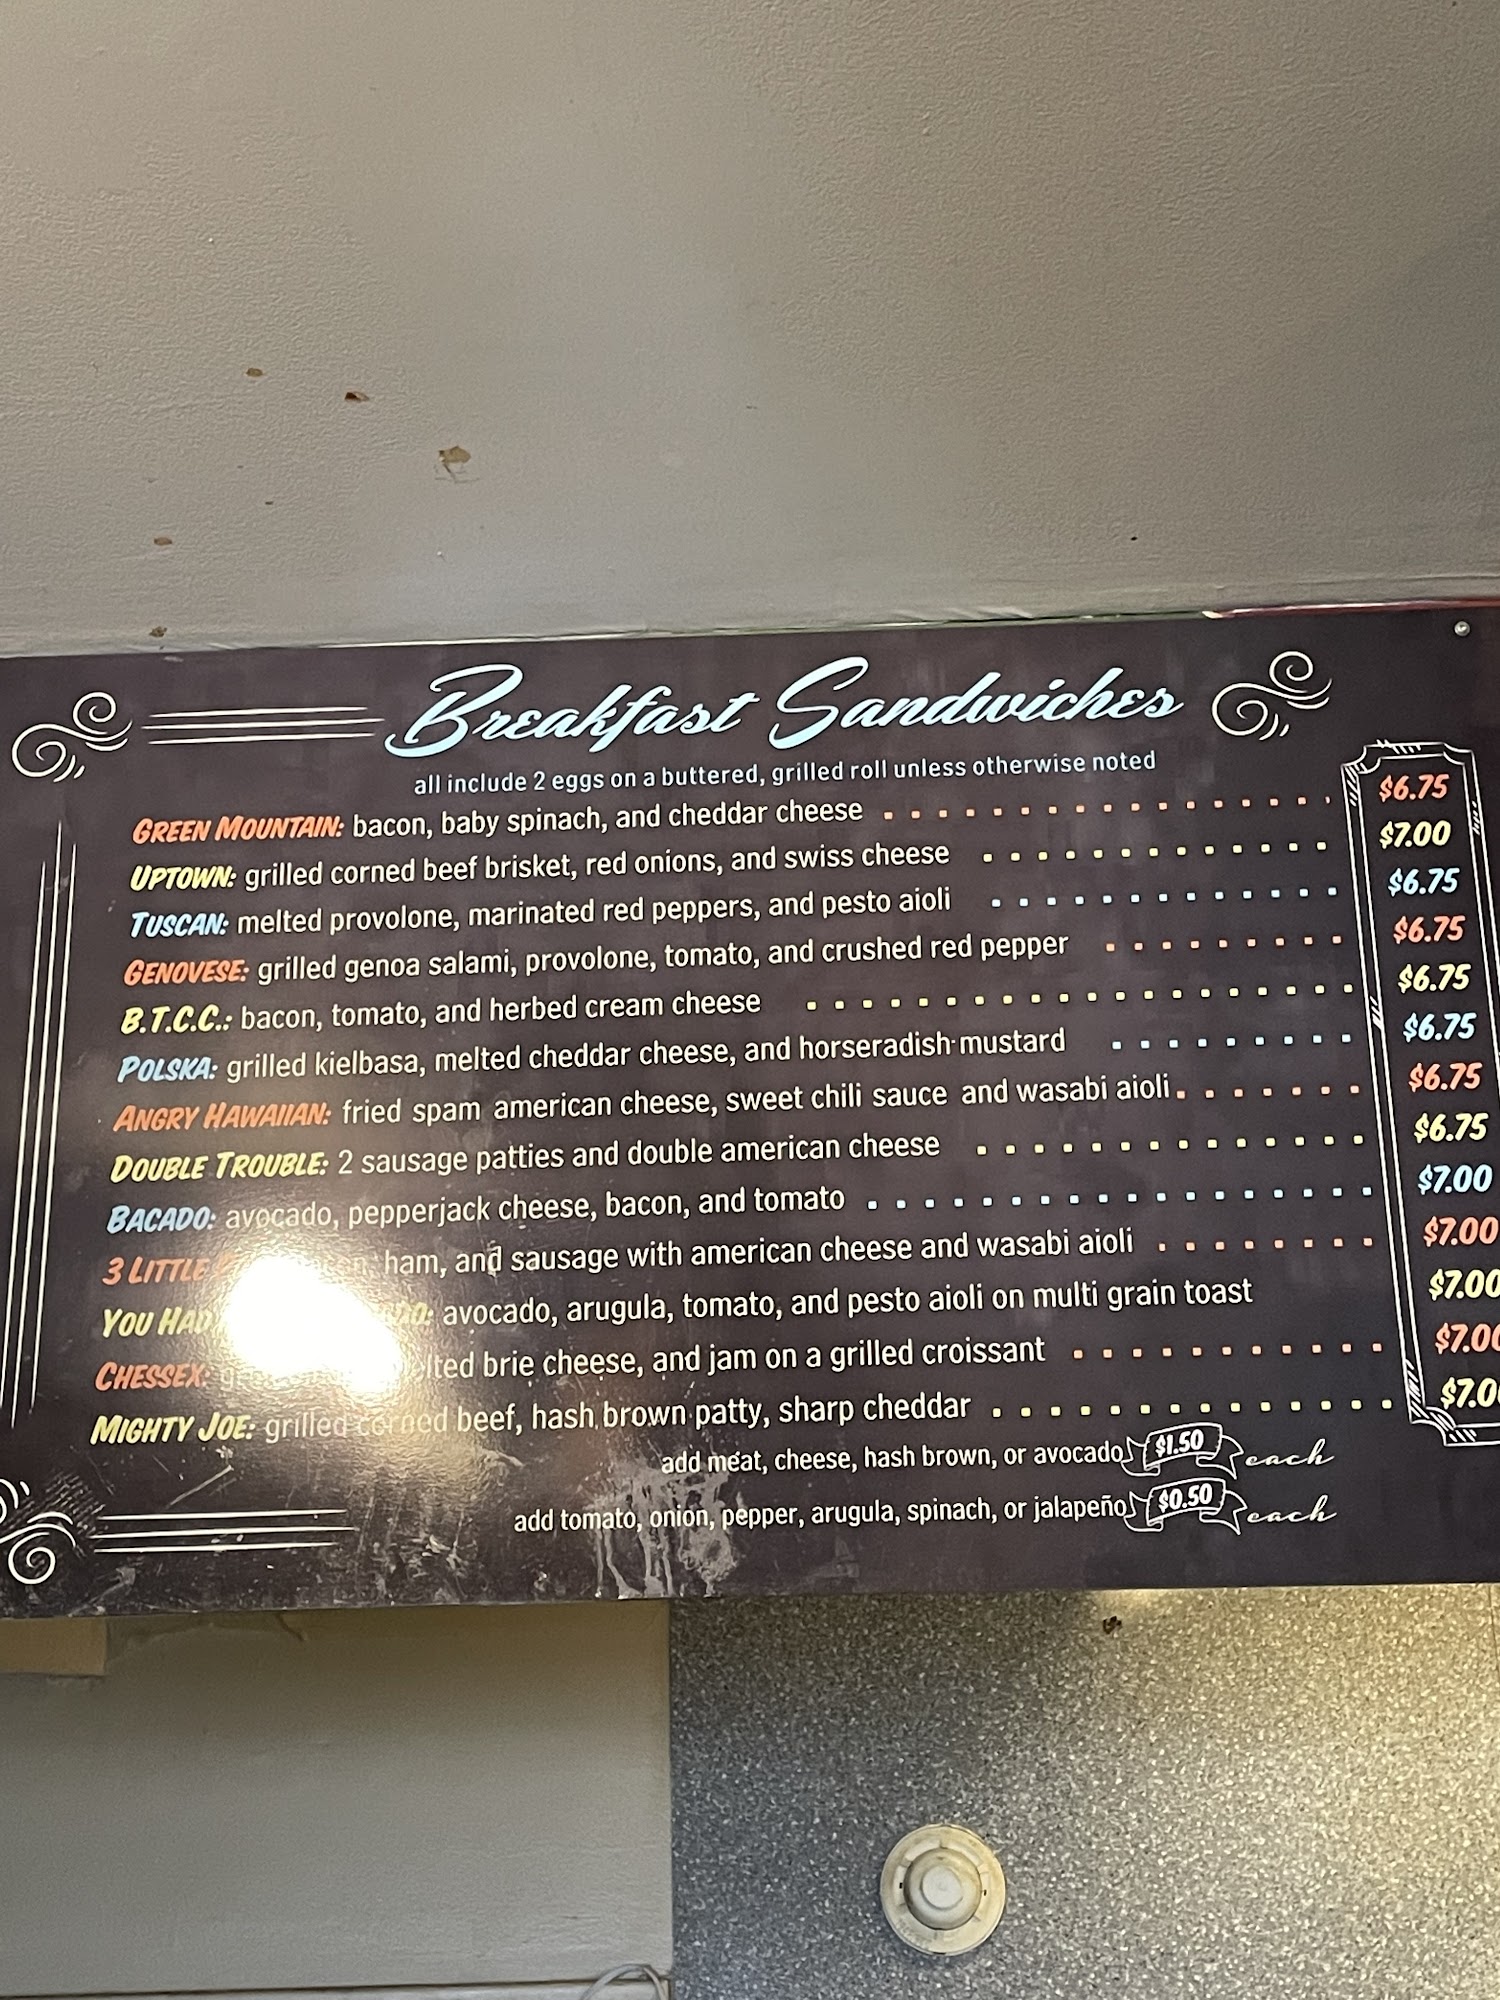 Breakfast Sandwiches
all include 2 eggs on a buttered, grilled roll unless otherwise noted
GREEN MOUNTAIN: bacon, baby spinach, and cheddar cheese $6.75
UPTOWN: grilled corned beef brisket, red onions, and swiss cheese $7.00
TUSCAN: melted provolone, marinated red peppers, and pesto aioli $6.75
GENOVESE: grilled genoa salami, provolone, tomato, and crushed red pepper $6.75
B.T.C.C.: bacon, tomato, and herbed cream cheese $6.75
POLSKA: grilled kielbasa, melted cheddar cheese, and horseradish mustard $6.75
ANGRY HAWAIIAN: fried spam american cheese, sweet chili sauce and wasabi aioli $6.75
DOUBLE TROUBLE: 2 sausage patties and double american cheese $6.75
BACADO: avocado, pepperjack cheese, bacon, and tomato $7.00
3 LITTLE ham, and sausage with american cheese and wasabi aioli $7.00
YOU HAD avocado, arugula, tomato, and pesto aioli on multi grain toast $7.00
CHESSEX: brie cheese, and jam on a grilled croissant $7.00
MIGHTY JOE: grilled corned beef, hash brown patty, sharp cheddar $7.0
add meat, cheese, hash brown, or avocado $1.50 each
add tomato, onion, pepper, arugula, spinach, or jalapeño $0.50 each